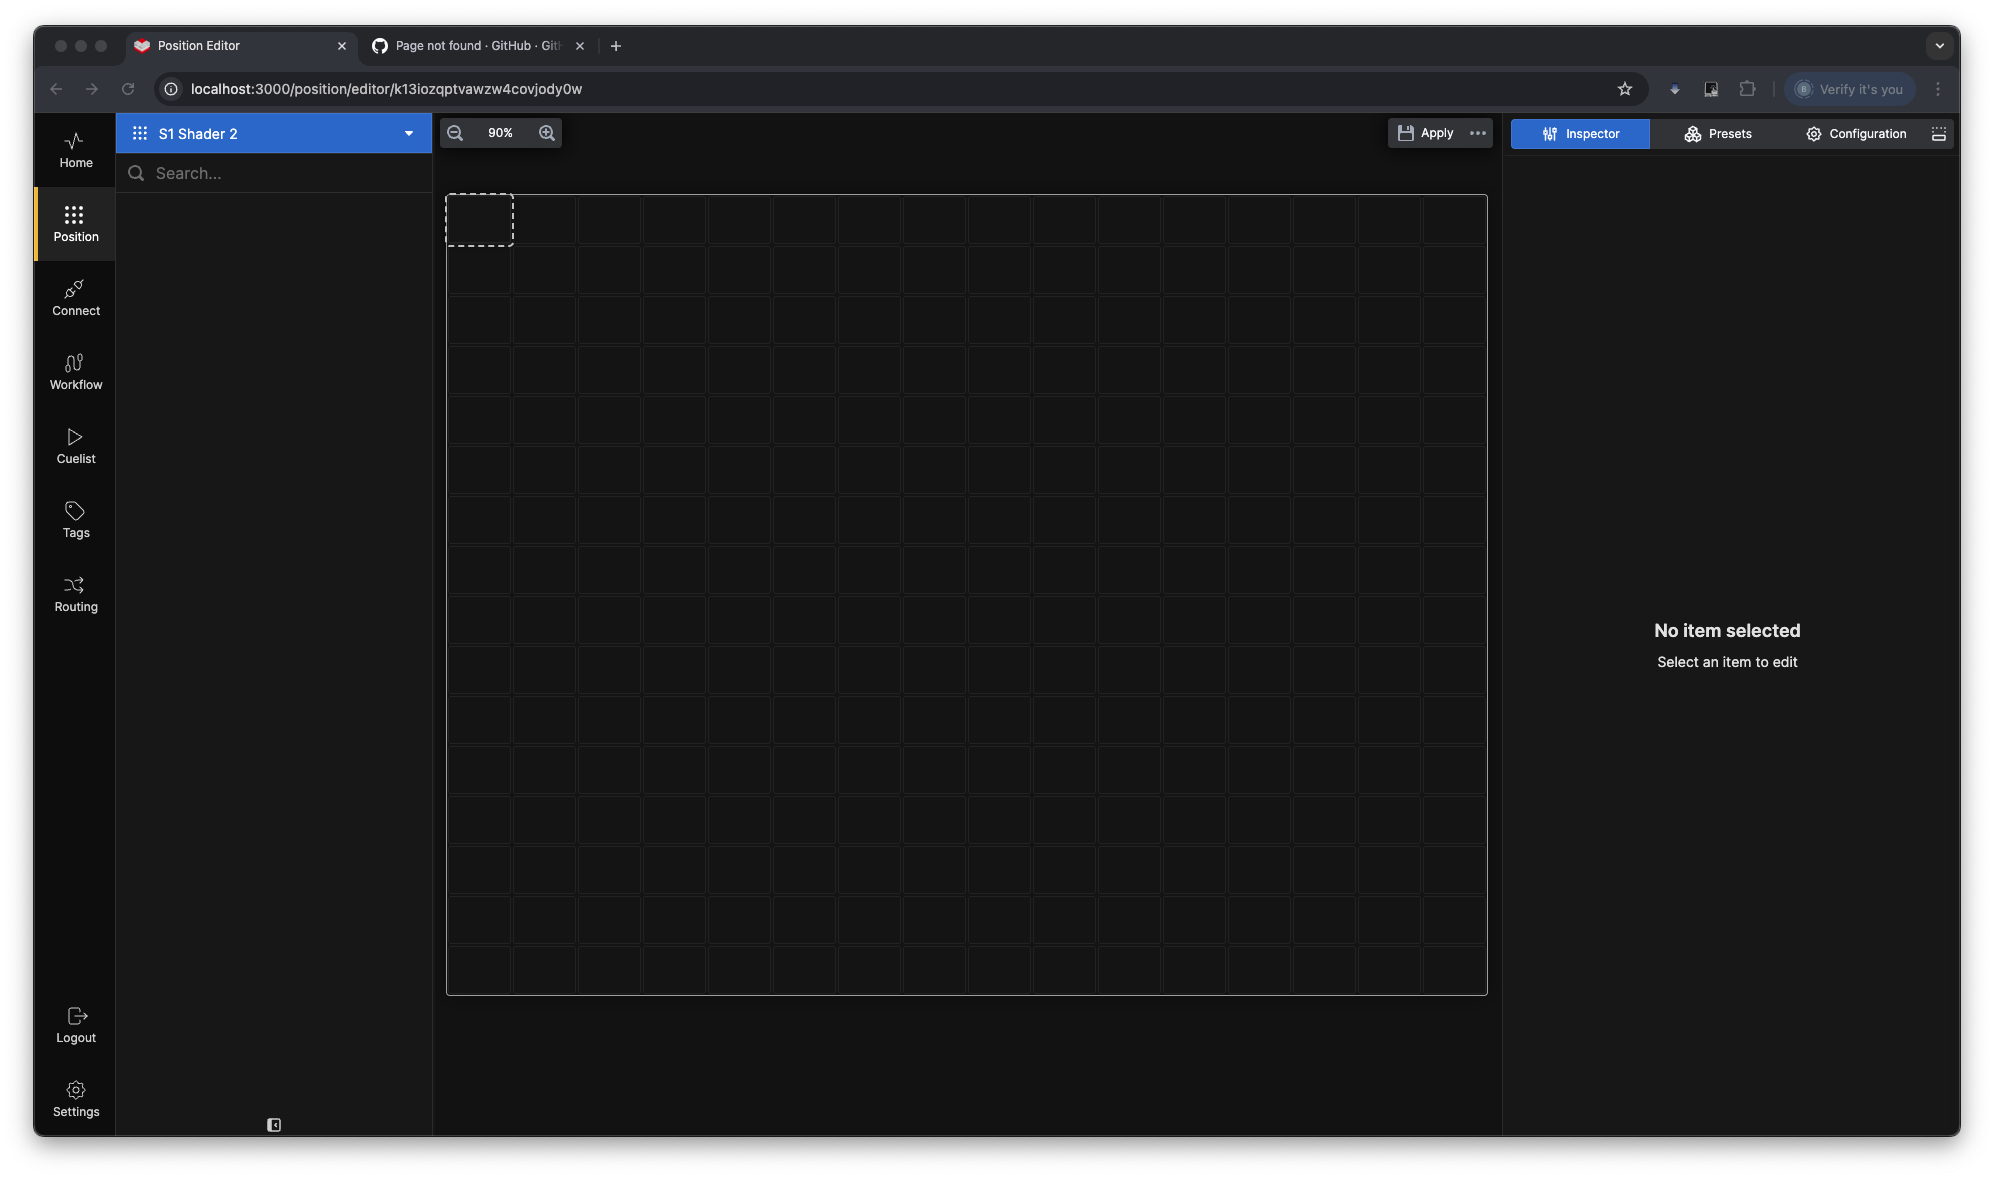 Position Editor
Page not found · GitHub · Git
localhost:3000/position/editor/k13iozqptvawzw4covjody0w
Verify it's you
Home
Position
Connect
Workflow
Cuelist
Tags
Routing
Logout
Settings
S1 Shader 2
Search...
90%
Apply
Inspector
Presets
Configuration
No item selected
Select an item to edit